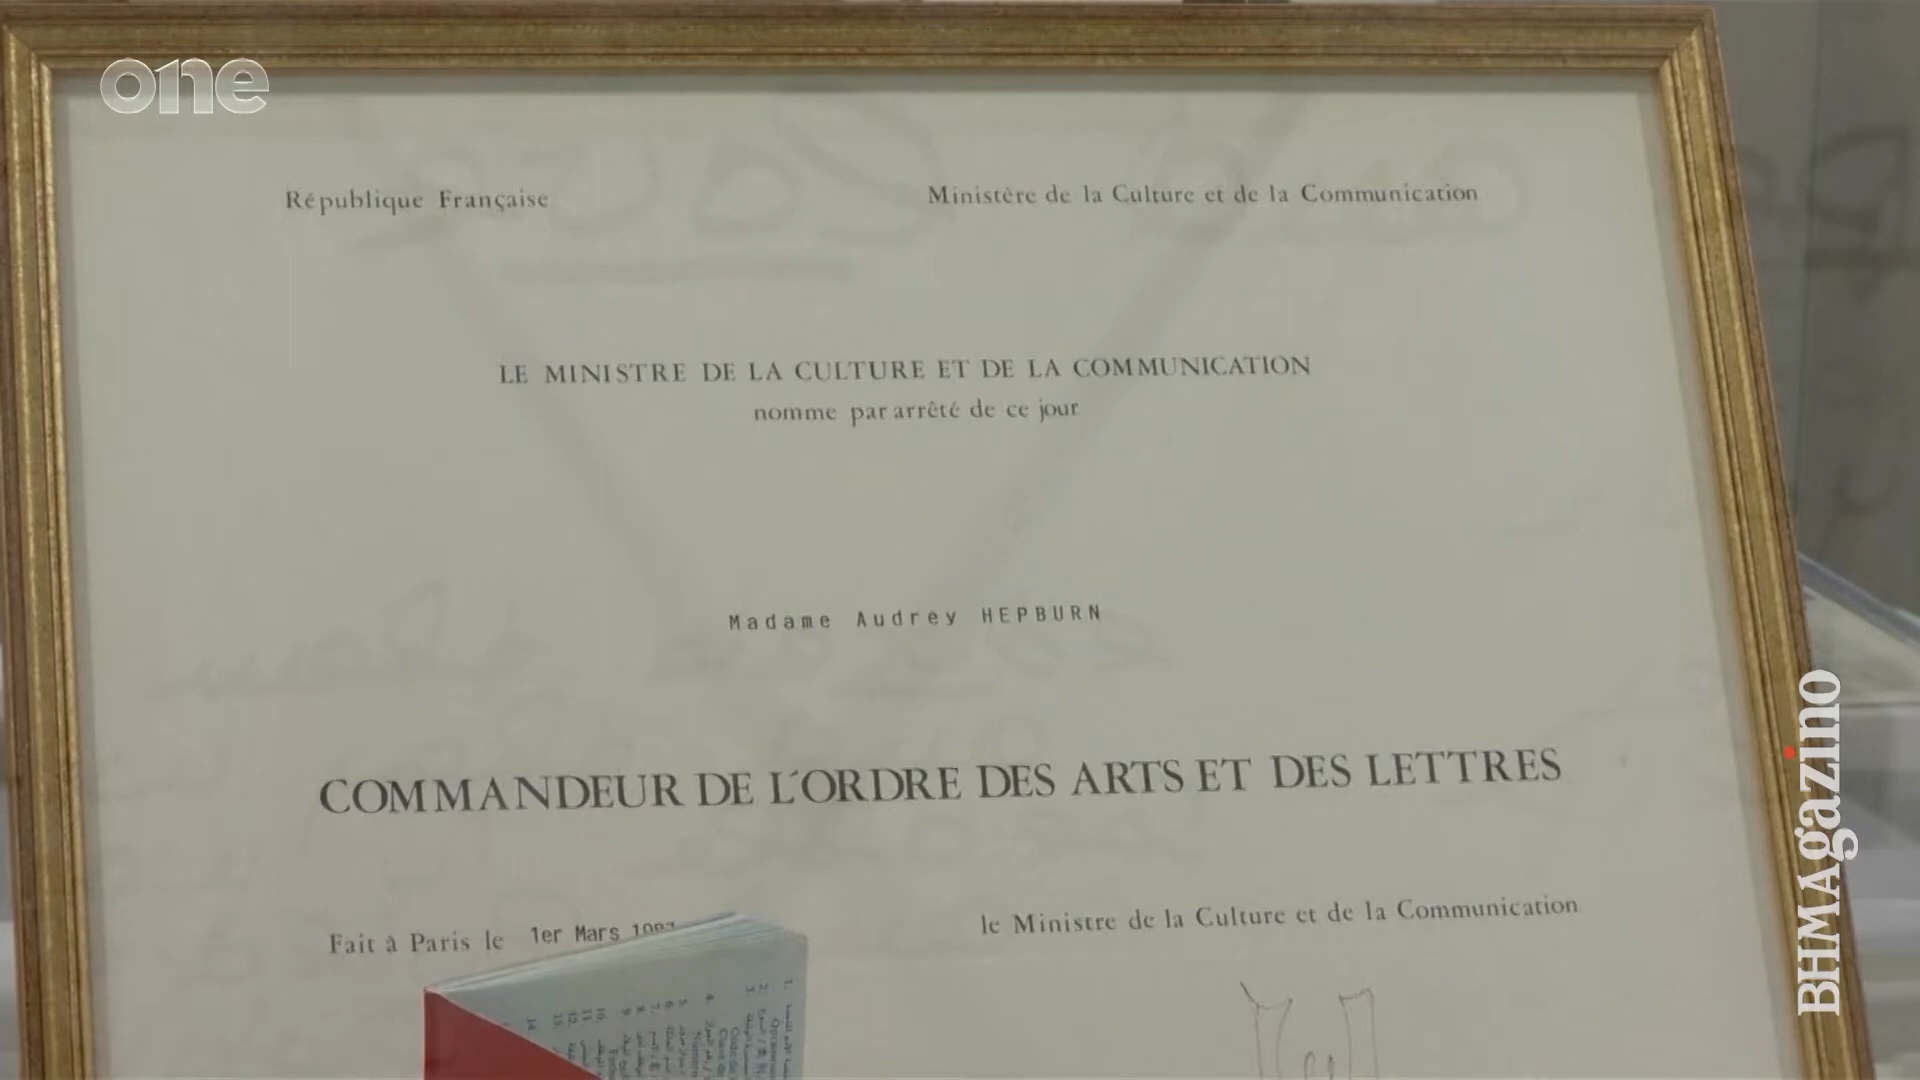 one
République Française
Ministère de la Culture et de la Communication
LE MINISTRE DE LA CULTURE ET DE LA COMMUNICATION
nomme par arrêté de ce jour
Madame Audrey HEPBURN
COMMANDEUR DE L'ORDRE DES ARTS ET DES LETTRES
Fait à Paris le 1er Mars
le Ministre de la Culture et de la Communication
BHMAgazino